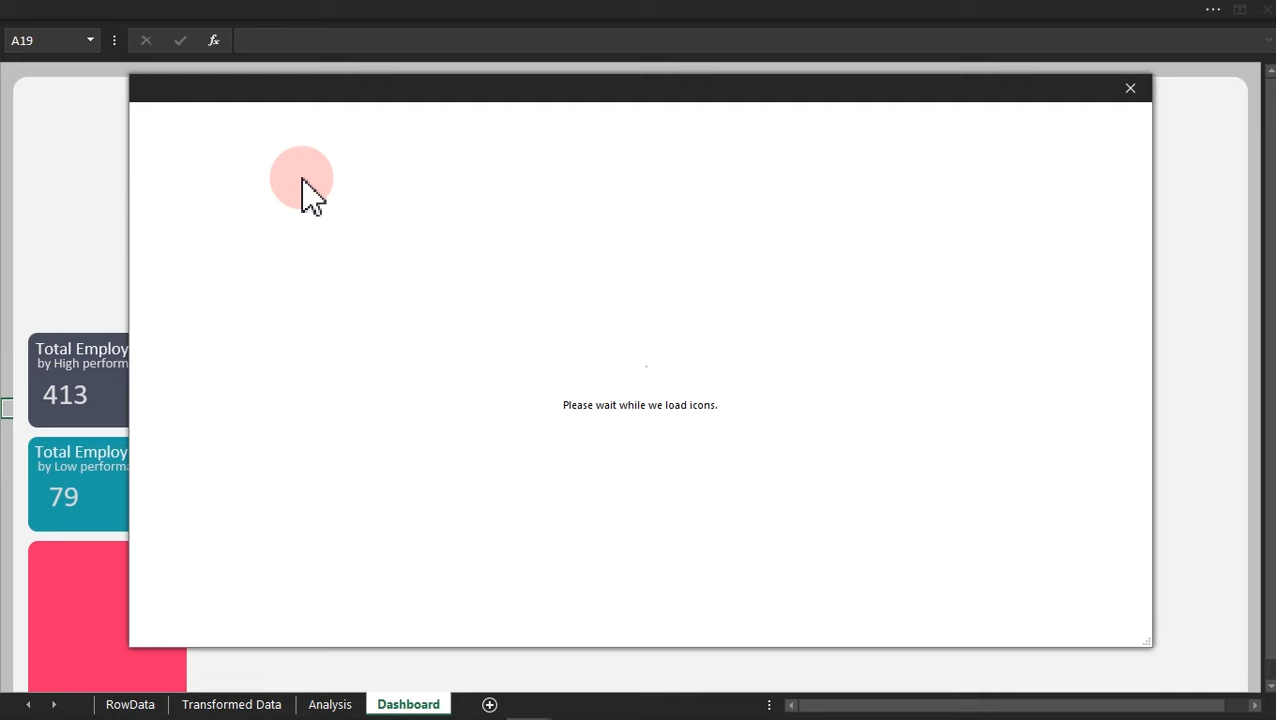 A19
fx
Total Employ
by High perform
413
Please wait while we load icons.
Total Employ
by Low performa
79
RowData
Transformed Data
Analysis
Dashboard